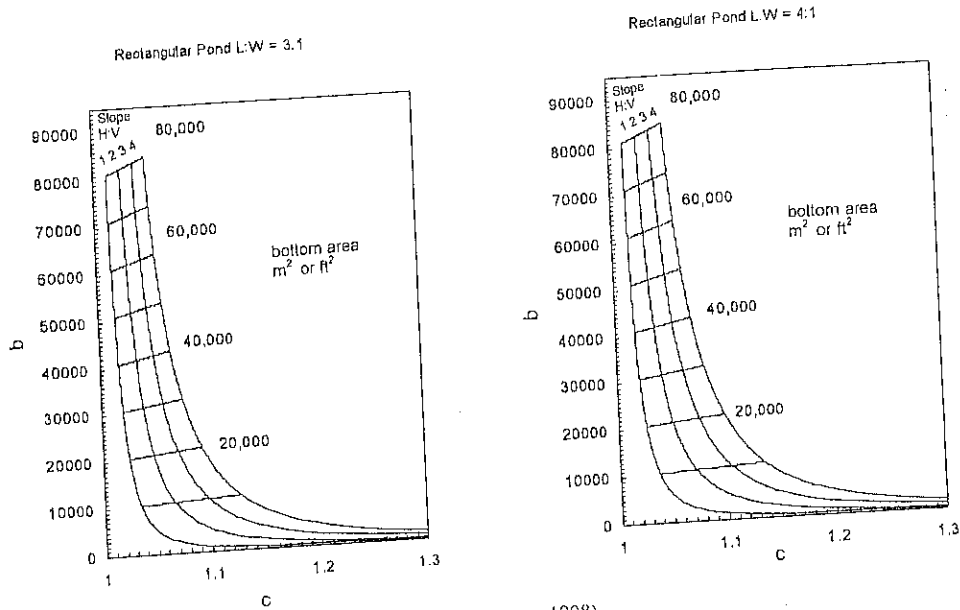 Rectangular Pond L:W = 3.1
Slope
H:V
1 2 3 4
80,000
60,000
40,000
20,000
bottom area
m² or ft²
90000
80000
70000
60000
50000
40000
30000
20000
10000
0
b
1
1.1
1.2
1.3
c
Rectangular Pond L.W = 4:1
Slope
H:V
1 2 3 4
80,000
60,000
40,000
20,000
bottom area
m² or ft²
90000
80000
70000
60000
50000
40000
30000
20000
10000
0
b
1
1.1
1.2
1.3
c